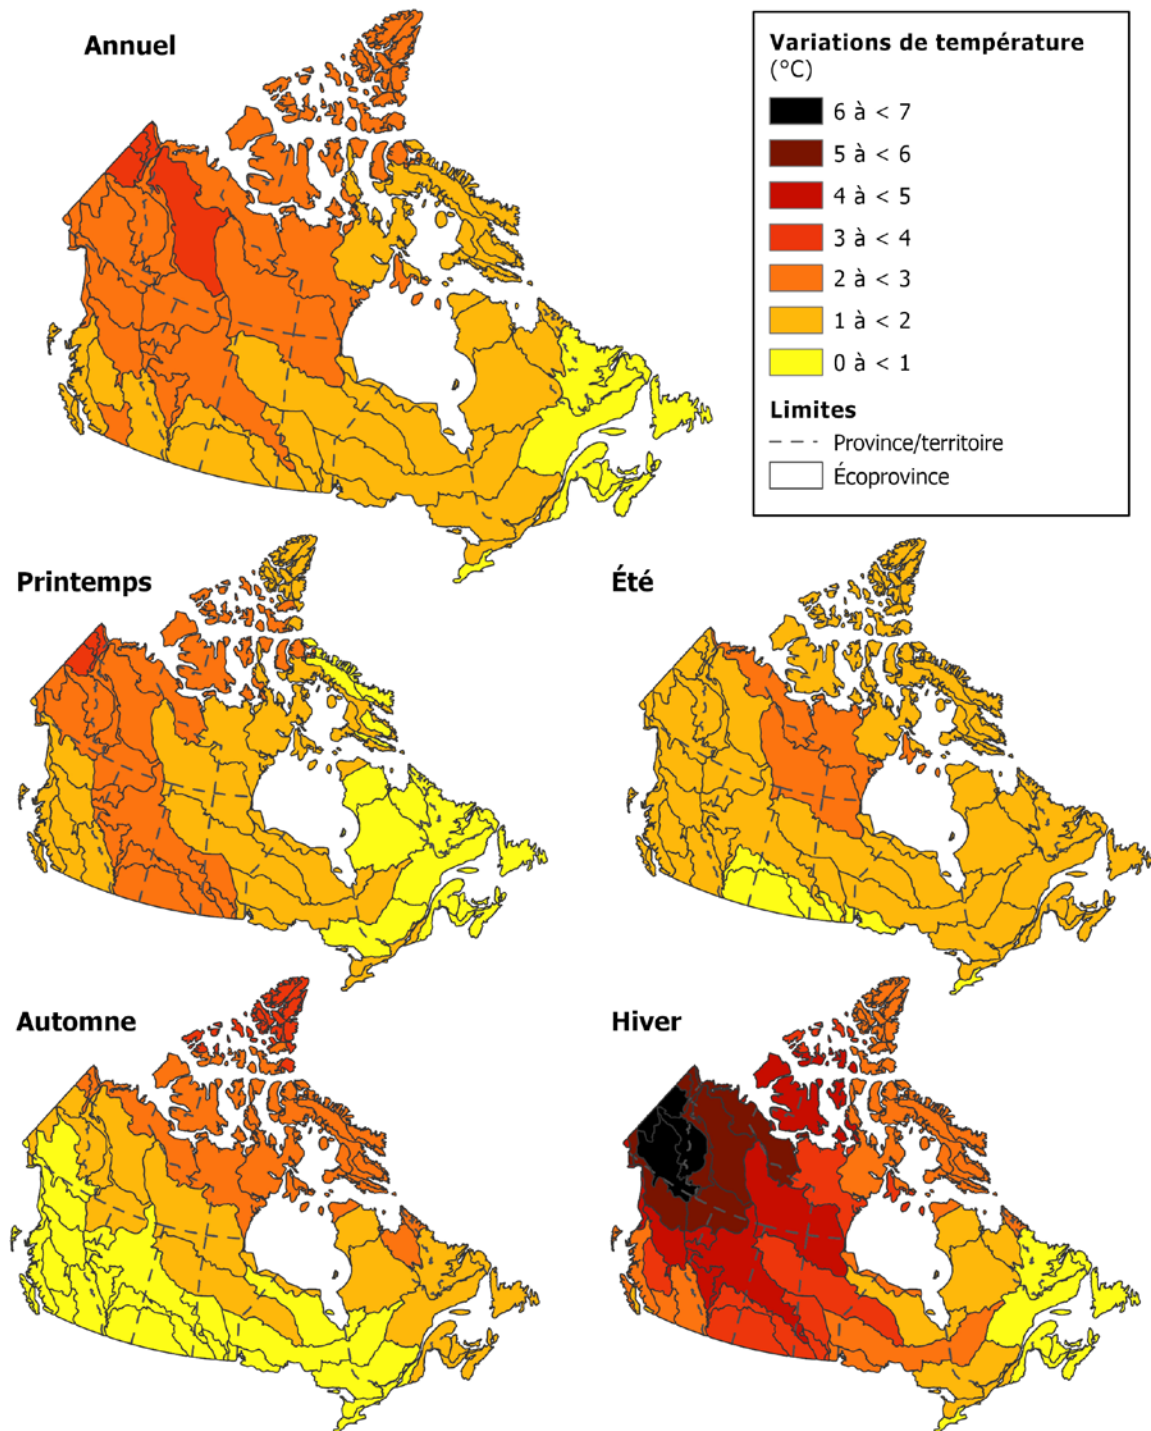 Annuel
Variations de température
(°C)
6 à < 7
5 à < 6
4 à < 5
3 à < 4
2 à < 3
1 à < 2
0 à < 1
Limites
Province/territoire
Écoprovince
Printemps
Été
Automne
Hiver